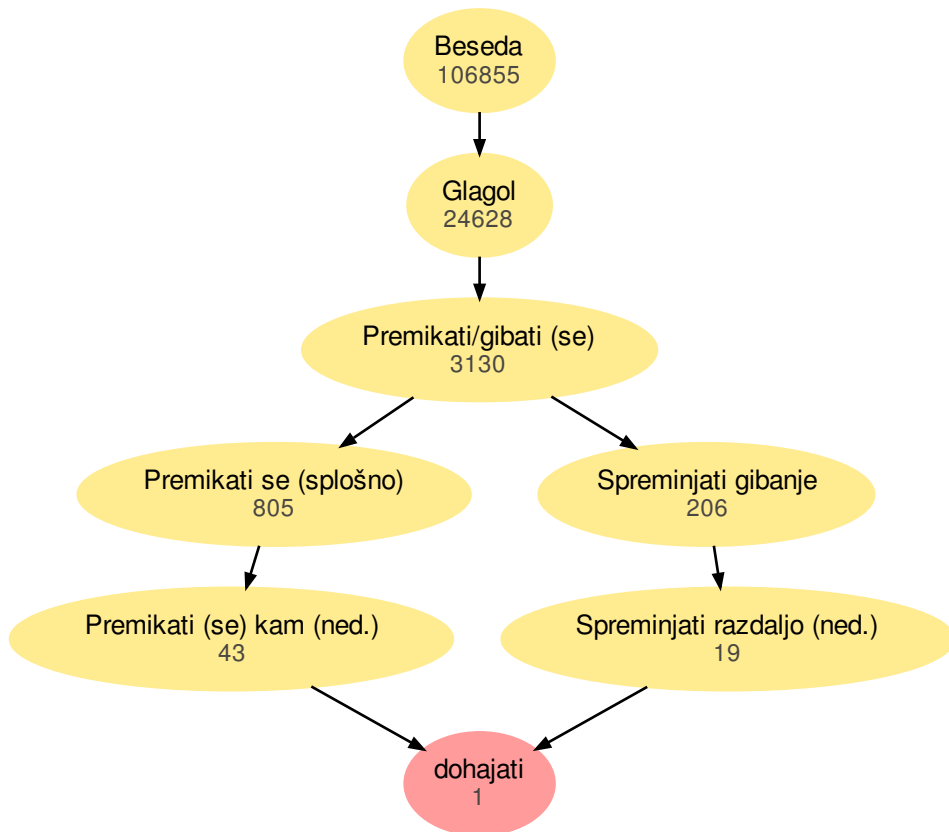 Beseda
106855
Glagol
24628
Premikati/gibati (se)
3130
Premikati se (splošno)
805
Spreminjati gibanje
206
Premikati (se) kam (ned.)
43
Spreminjati razdaljo (ned.)
19
dohajati
1